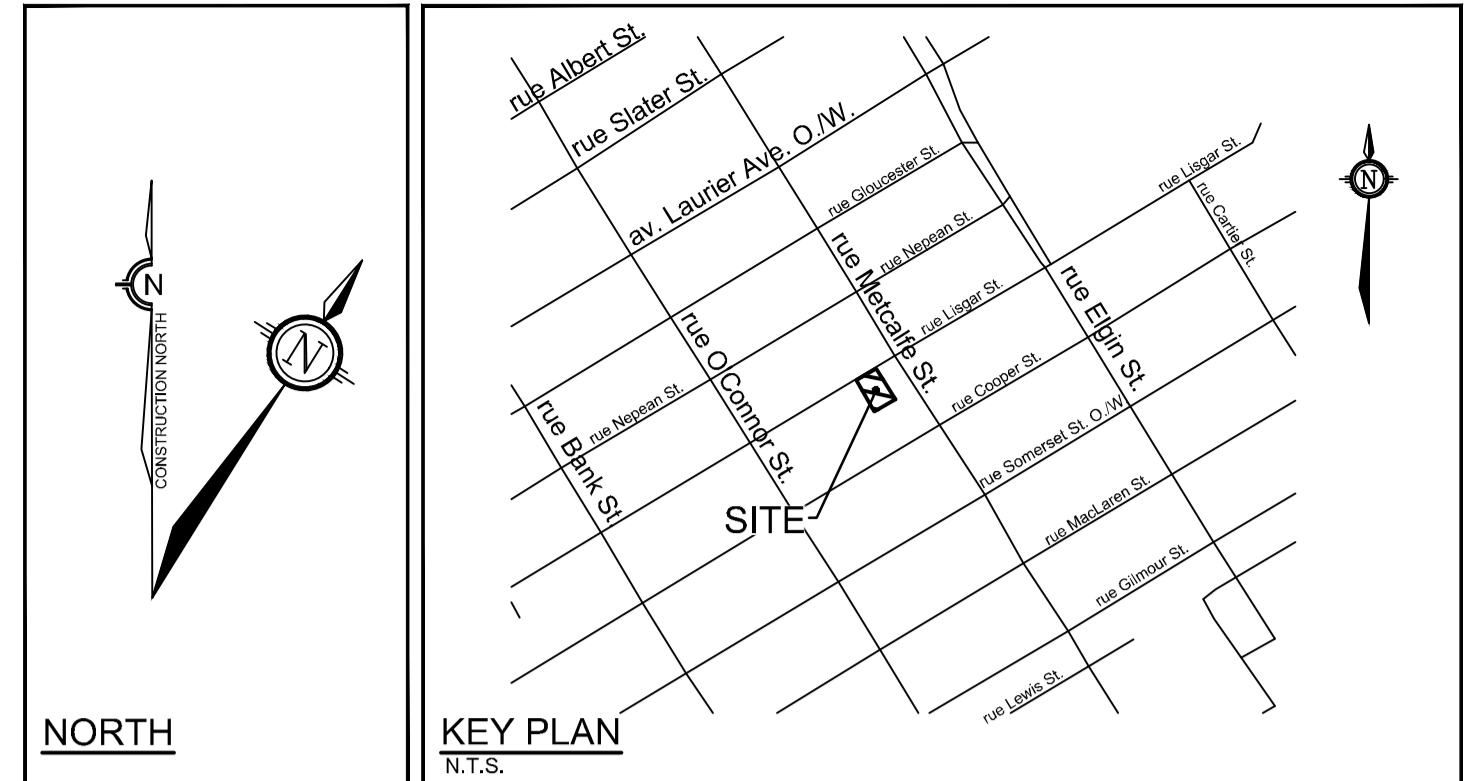 N
CONSTRUCTION NORTH
N
NORTH
rue Albert St.
rue Slater St.
av. Laurier Ave. O./W.
rue Gloucester St.
rue Nepean St.
rue Lisgar St.
rue Cartier St.
N
rue Metcalfe St.
rue Lisgar St.
rue Elgin St.
rue O'Connor St.
rue Cooper St.
rue Nepean St.
rue Bank St
rue Somerset St. O./W
SITE
rue MacLaren St.
rue Gilmour St.
rue Lewis St.
KEY PLAN
N.T.S.